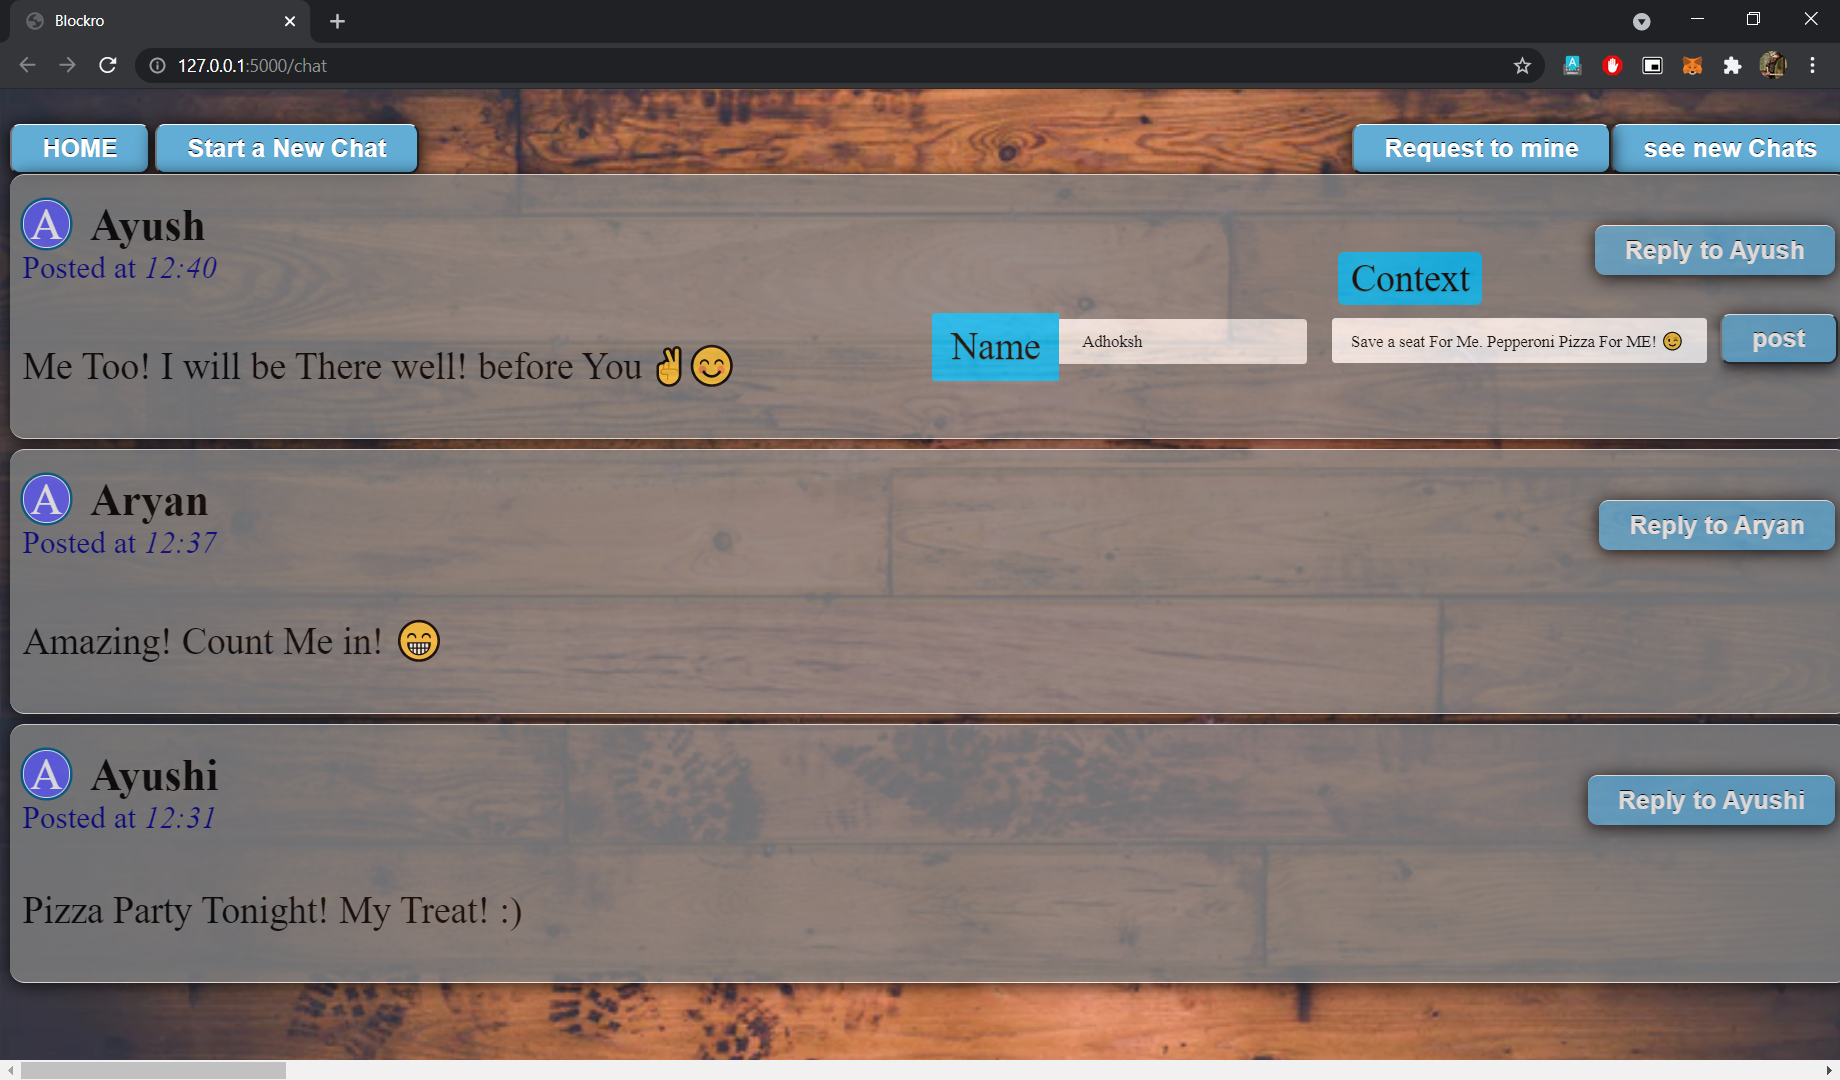 Blockro
127.0.0.1:5000/chat
HOME
Start a New Chat
Request to mine
see new Chats
A Ayush
Posted at 12:40
Reply to Ayush
Context
Me Too! I will be There well! before You ✌😊
Name
Adhoksh
Save a seat For Me. Pepperoni Pizza For ME! 😉
post
A Aryan
Posted at 12:37
Reply to Aryan
Amazing! Count Me in! 😁
A Ayushi
Posted at 12:31
Reply to Ayushi
Pizza Party Tonight! My Treat! :)